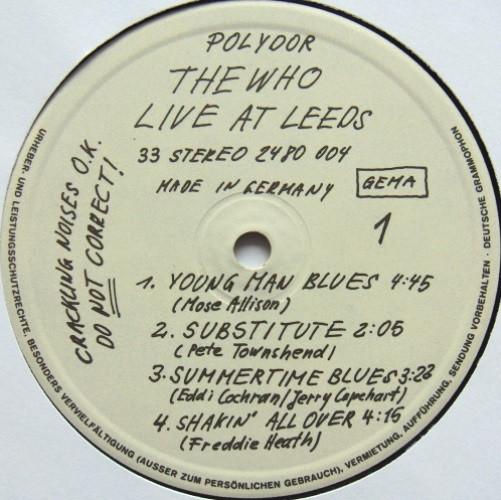 POLYDOR
THE WHO
LIVE AT LEEDS
33 STEREO 2480 004
MADE IN GERMANY
GEMA
1
CRACKLING NOISES O.K.
DO NOT CORRECT!
1. YOUNG MAN BLUES 4:45
(Mose Allison)
2. SUBSTITUTE 2:05
(Pete Townshend)
3. SUMMERTIME BLUES 3:22
(Eddi Cochran/Jerry Capehart)
4. SHAKIN' ALL OVER 4:15
(Freddie Heath)
URHEBER- UND LEISTUNGSSCHUTZRECHTE, BESONDERS VERVIELFÄLTIGUNG (AUSSER ZUM PERSÖNLICHEN GEBRAUCH), VERMIETUNG, AUFFÜHRUNG, SENDUNG VORBEHALTEN · DEUTSCHE GRAMMOPHON